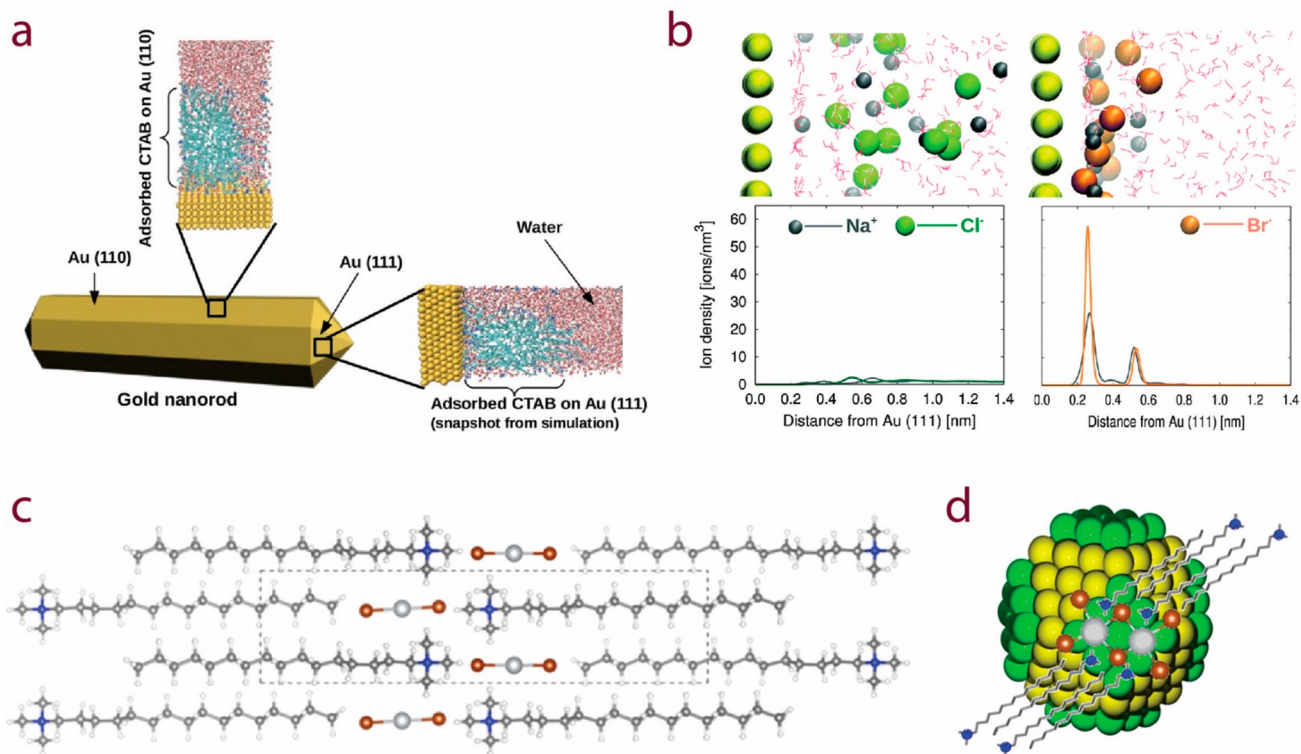 a
Adsorbed CTAB on Au (110)
Au (110)
Au (111)
Water
Gold nanorod
Adsorbed CTAB on Au (111)
(snapshot from simulation)
b
Na⁺ Cl⁻
Br⁻
Ion density [ions/nm³]
60
50
40
30
20
10
0
0.0 0.2 0.4 0.6 0.8 1.0 1.2 1.4
Distance from Au (111) [nm]
0.0 0.2 0.4 0.6 0.8 1.0 1.2 1.4
Distance from Au (111) [nm]
c
d